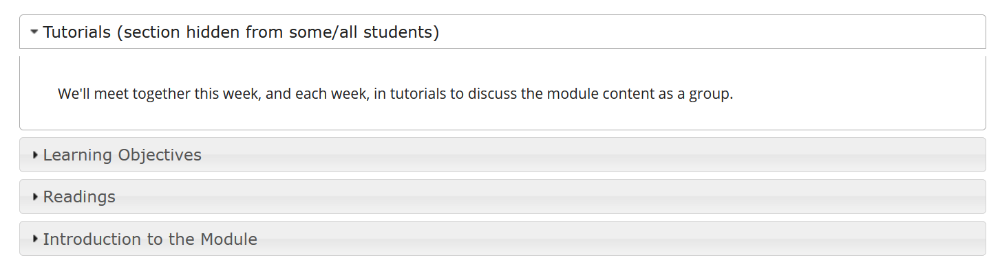 Tutorials (section hidden from some/all students)
We'll meet together this week, and each week, in tutorials to discuss the module content as a group.
Learning Objectives
Readings
Introduction to the Module